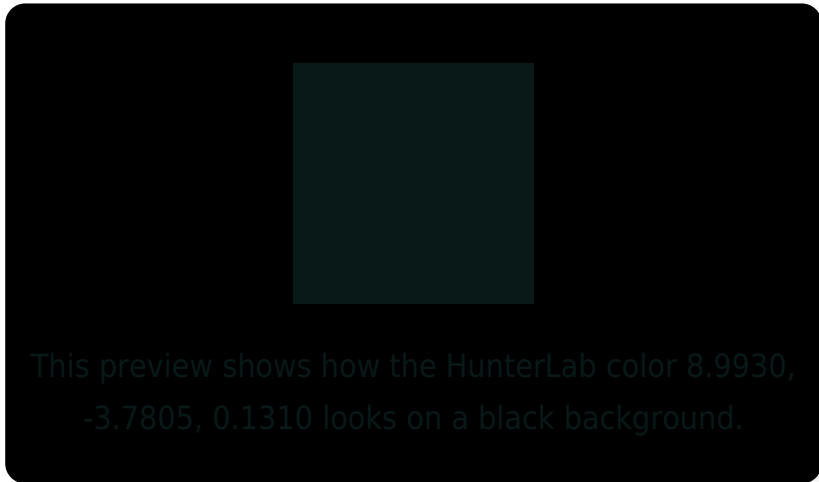 This preview shows how the HunterLab color 8.9930,
-3.7805, 0.1310 looks on a black background.